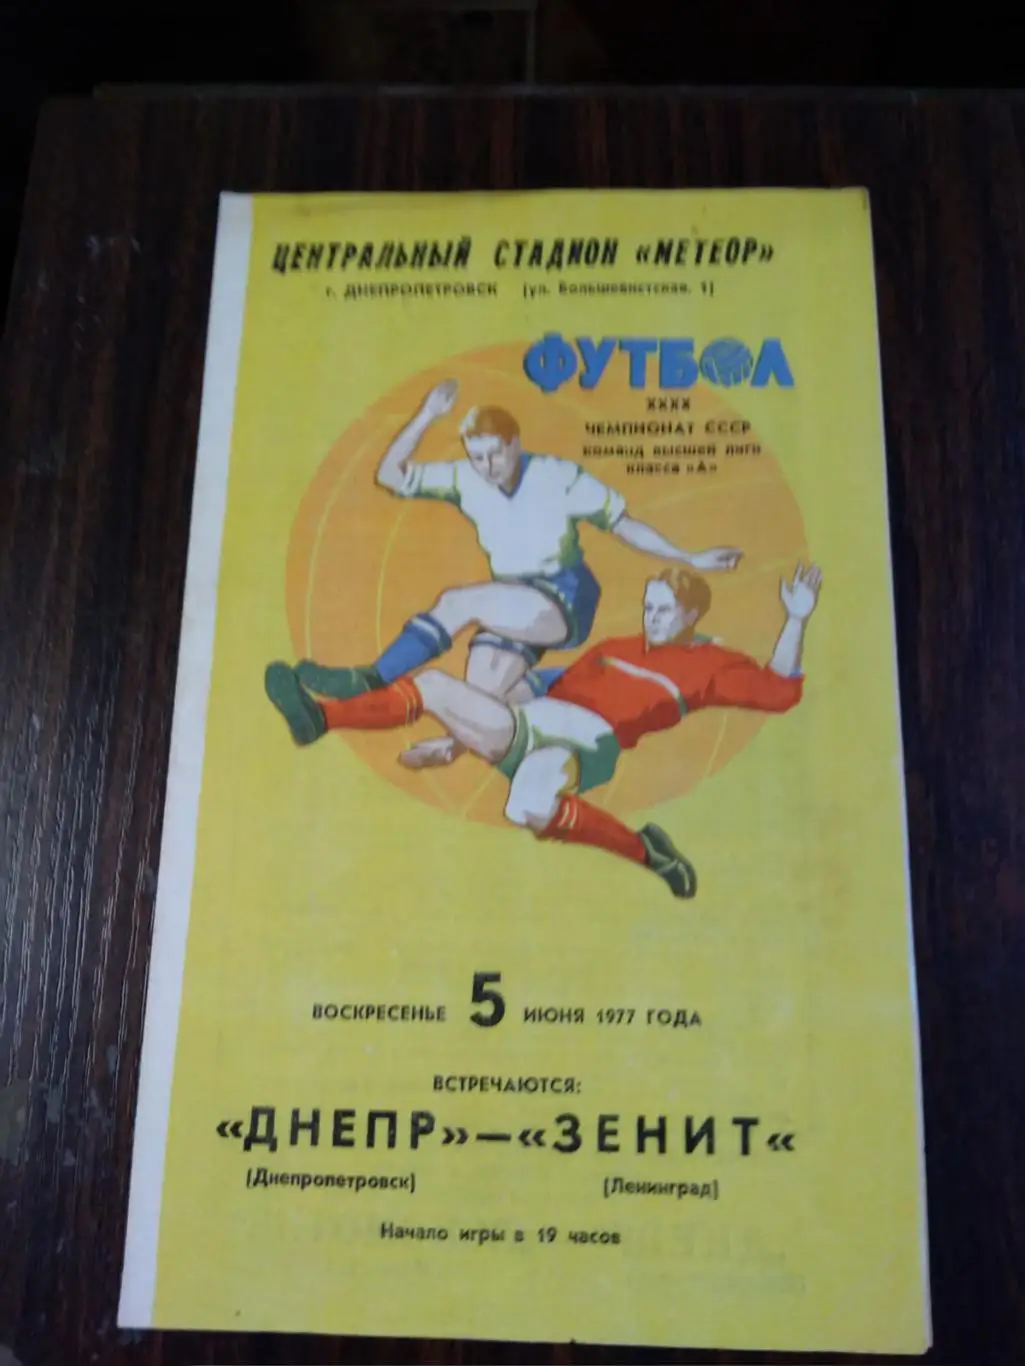 ЦЕНТРАЛЬНЫЙ СТАДИОН «МЕТЕОР»
г. ДНЕПРОПЕТРОВСК (ул. Большевистская, 1)
ФУТБОЛ
XXXX
ЧЕМПИОНАТ СССР
команд высшей лиги
класса «А»
ВОСКРЕСЕНЬЕ 5 ИЮНЯ 1977 ГОДА
ВСТРЕЧАЮТСЯ:
«ДНЕПР»—«ЗЕНИТ«
(Днепропетровск) (Ленинград)
Начало игры в 19 часов